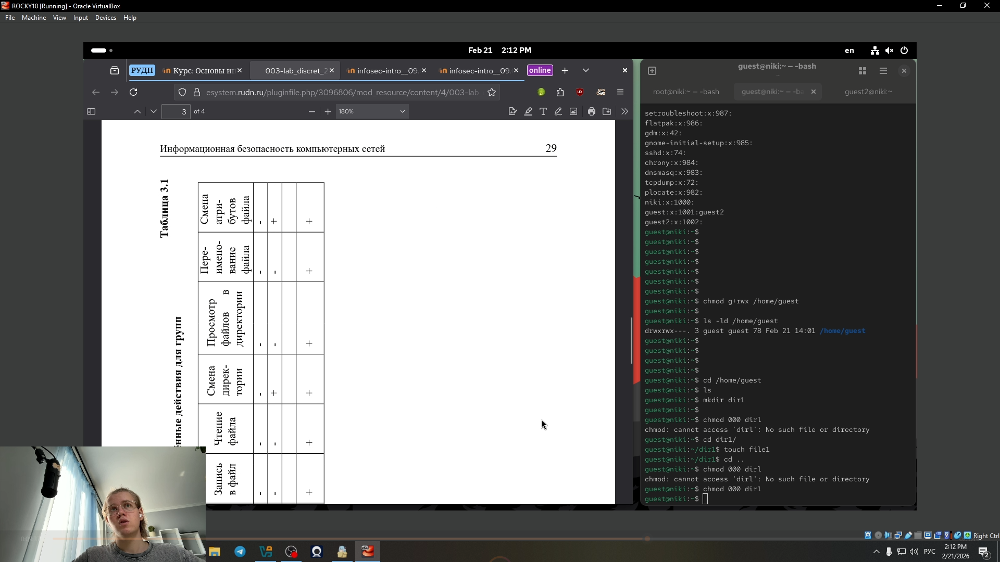 ROCKY10 [Running] - Oracle VirtualBox
File Machine View Input Devices Help
Feb 21 2:12 PM
en
РУДН
Курс: Основы ин
003-lab_discret_2
infosec-intro__09.
infosec-intro__09.
online
esystem.rudn.ru/pluginfile.php/3096806/mod_resource/content/4/003-lab_
3 of 4
180%
Информационная безопасность компьютерных сетей 29
Таблица 3.1
действия для групп
Смена
атри-
бутов
файла
- + +
Пере-
имено-
вание
файла
- - +
Просмотр
файлов в
директории
- - +
Смена
дирек-
тории
- + +
Чтение
файла
- - +
Запись
в файл
- - +
guest@niki:~ — -bash
root@niki:~ — -bash
guest@niki:~ — -ba
guest2@niki:~
setroubleshoot:x:987:
flatpak:x:986:
gdm:x:42:
gnome-initial-setup:x:985:
sshd:x:74:
chrony:x:984:
dnsmasq:x:983:
tcpdump:x:72:
plocate:x:982:
niki:x:1000:
guest:x:1001:guest2
guest2:x:1002:
guest@niki:~$
guest@niki:~$
guest@niki:~$
guest@niki:~$
guest@niki:~$
guest@niki:~$
guest@niki:~$
guest@niki:~$ chmod g+rwx /home/guest
guest@niki:~$
guest@niki:~$ ls -ld /home/guest
drwxrwx---. 3 guest guest 78 Feb 21 14:01 /home/guest
guest@niki:~$
guest@niki:~$
guest@niki:~$
guest@niki:~$
guest@niki:~$ cd /home/guest
guest@niki:~$ ls
guest@niki:~$ mkdir dir1
guest@niki:~$
guest@niki:~$ chmod 000 dirl
chmod: cannot access 'dirl': No such file or directory
guest@niki:~$ cd dir1/
guest@niki:~/dir1$ touch file1
guest@niki:~/dir1$ cd ..
guest@niki:~$ chmod 000 dirl
chmod: cannot access 'dirl': No such file or directory
guest@niki:~$ chmod 000 dir1
guest@niki:~$
Right Ctrl
РУС
2:12 PM
2/21/2026
2